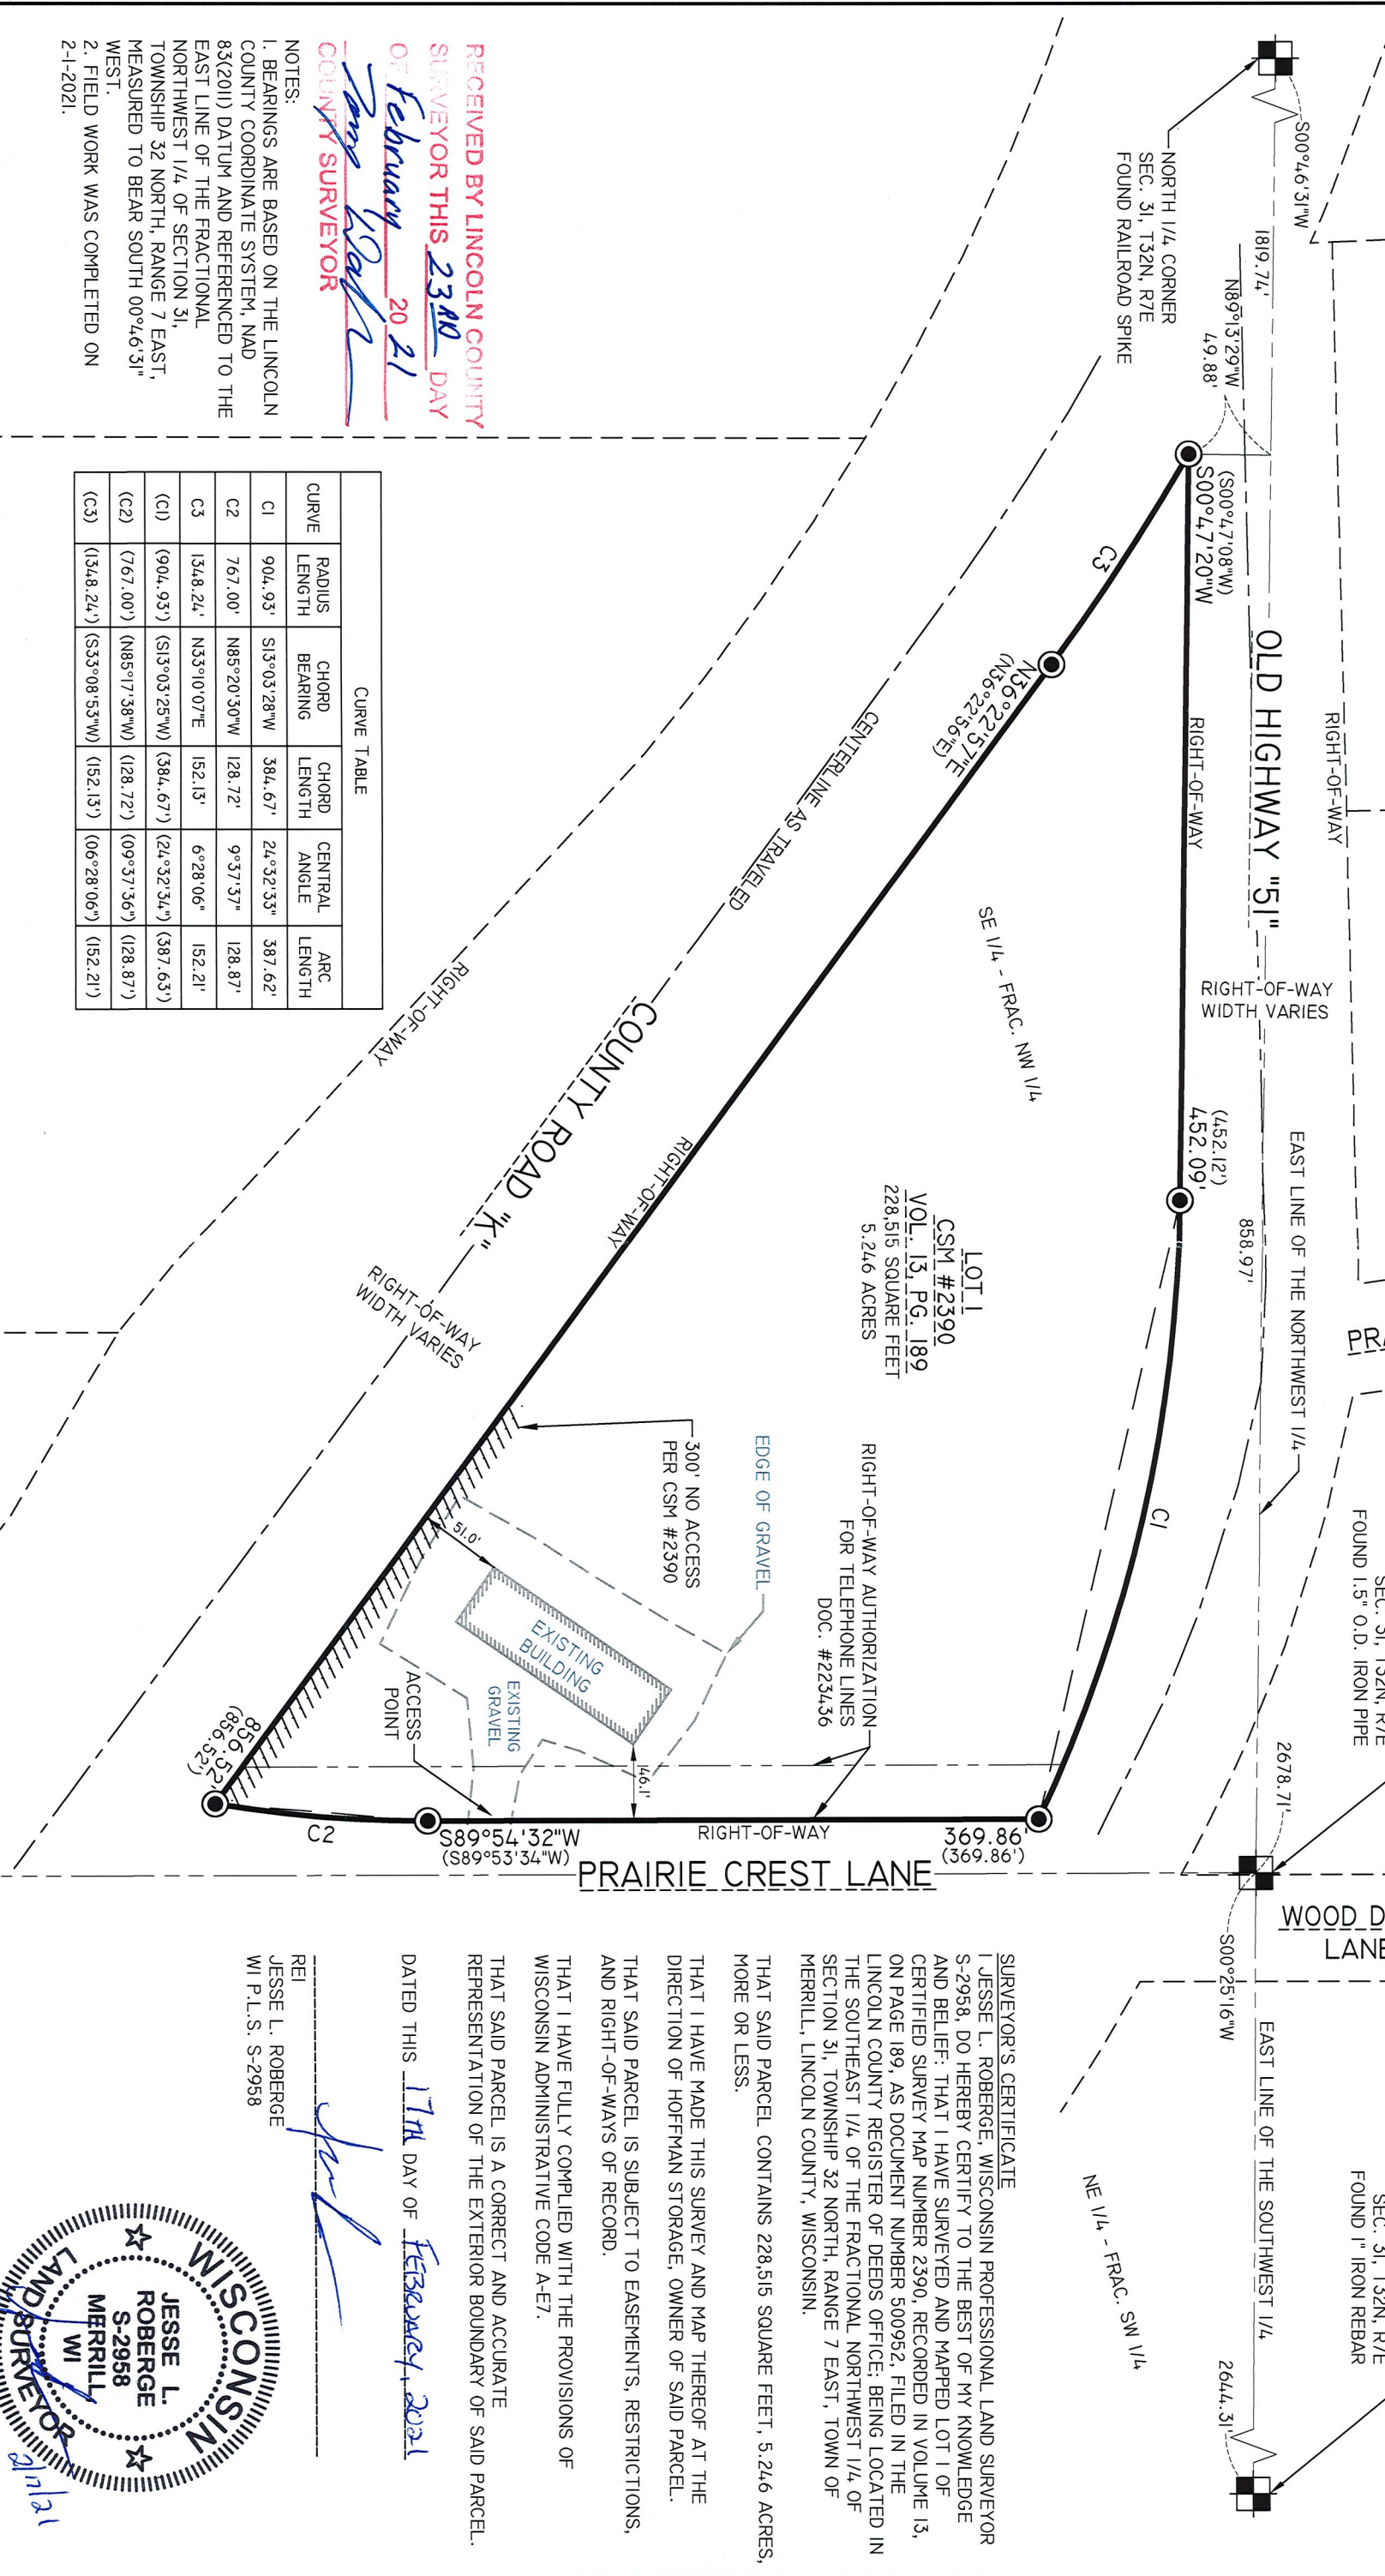 S00°46'31"W
1819.74'
N89°13'29"W
49.88'
NORTH 1/4 CORNER
SEC. 31, T32N, R7E
FOUND RAILROAD SPIKE
(S00°47'08"W)
S00°47'20"W
OLD HIGHWAY "51"
RIGHT-OF-WAY
RIGHT-OF-WAY
RIGHT-OF-WAY
WIDTH VARIES
(452.12')
452.09'
858.97'
EAST LINE OF THE NORTHWEST 1/4
SEC. 31, T32N, R7E
FOUND 1.5" O.D. IRON PIPE
2678.71'
WOOD D
LANE
S00°25'16"W
EAST LINE OF THE SOUTHWEST 1/4
SEC. 31, T32N, R7E
FOUND 1" IRON REBAR
2644.31'
NE 1/4 - FRAC. SW 1/4
C3
N36°22'57"E
(N36°22'56"E)
CENTERLINE AS TRAVELED
SE 1/4 - FRAC. NW 1/4
LOT 1
CSM #2390
VOL. 13, PG. 189
228,515 SQUARE FEET
5.246 ACRES
C1
RIGHT-OF-WAY AUTHORIZATION
FOR TELEPHONE LINES
DOC. #223436
EDGE OF GRAVEL
300' NO ACCESS
PER CSM #2390
51.0'
EXISTING
BUILDING
EXISTING
GRAVEL
ACCESS
POINT
46.1'
RIGHT-OF-WAY
COUNTY ROAD "K"
RIGHT-OF-WAY
WIDTH VARIES
RIGHT-OF-WAY
856.52'
(856.52')
C2
S89°54'32"W
(S89°53'34"W)
RIGHT-OF-WAY
369.86'
(369.86')
PRAIRIE CREST LANE
RECEIVED BY LINCOLN COUNTY
SURVEYOR THIS 23RD DAY
OF February 20 21
COUNTY SURVEYOR
NOTES:
1. BEARINGS ARE BASED ON THE LINCOLN
COUNTY COORDINATE SYSTEM, NAD
83(2011) DATUM AND REFERENCED TO THE
EAST LINE OF THE FRACTIONAL
NORTHWEST 1/4 OF SECTION 31,
TOWNSHIP 32 NORTH, RANGE 7 EAST,
MEASURED TO BEAR SOUTH 00°46'31"
WEST.
2. FIELD WORK WAS COMPLETED ON
2-1-2021.
CURVE TABLE
CURVE RADIUS LENGTH CHORD BEARING CHORD LENGTH CENTRAL ANGLE ARC LENGTH
C1 904.93' S13°03'28"W 384.67' 24°32'33" 387.62'
C2 767.00' N85°20'30"W 128.72' 9°37'37" 128.87'
C3 1348.24' N33°10'07"E 152.13' 6°28'06" 152.21'
(C1) (904.93') (S13°03'25"W) (384.67') (24°32'34") (387.63')
(C2) (767.00') (N85°17'38"W) (128.72') (09°37'36") (128.87')
(C3) (1348.24') (S33°08'53"W) (152.13') (06°28'06") (152.21')
SURVEYOR'S CERTIFICATE
I JESSE L. ROBERGE, WISCONSIN PROFESSIONAL LAND SURVEYOR
S-2958, DO HEREBY CERTIFY TO THE BEST OF MY KNOWLEDGE
AND BELIEF: THAT I HAVE SURVEYED AND MAPPED LOT 1 OF
CERTIFIED SURVEY MAP NUMBER 2390, RECORDED IN VOLUME 13,
ON PAGE 189, AS DOCUMENT NUMBER 500952, FILED IN THE
LINCOLN COUNTY REGISTER OF DEEDS OFFICE; BEING LOCATED IN
THE SOUTHEAST 1/4 OF THE FRACTIONAL NORTHWEST 1/4 OF
SECTION 31, TOWNSHIP 32 NORTH, RANGE 7 EAST, TOWN OF
MERRILL, LINCOLN COUNTY, WISCONSIN.
THAT SAID PARCEL CONTAINS 228,515 SQUARE FEET, 5.246 ACRES,
MORE OR LESS.
THAT I HAVE MADE THIS SURVEY AND MAP THEREOF AT THE
DIRECTION OF HOFFMAN STORAGE, OWNER OF SAID PARCEL.
THAT SAID PARCEL IS SUBJECT TO EASEMENTS, RESTRICTIONS,
AND RIGHT-OF-WAYS OF RECORD.
THAT I HAVE FULLY COMPLIED WITH THE PROVISIONS OF
WISCONSIN ADMINISTRATIVE CODE A-E7.
THAT SAID PARCEL IS A CORRECT AND ACCURATE
REPRESENTATION OF THE EXTERIOR BOUNDARY OF SAID PARCEL.
DATED THIS 17TH DAY OF FEBRUARY, 2021
REI
JESSE L. ROBERGE
WI P.L.S. S-2958
WISCONSIN
JESSE L.
ROBERGE
S-2958
MERRILL
WI
LAND SURVEYOR
2/17/21